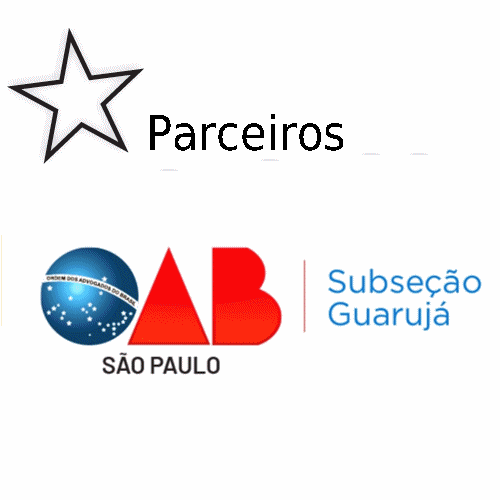 Parceiros
ORDEM DOS ADVOGADOS DO BRASIL
OAB
SÃO PAULO
Subseção
Guarujá